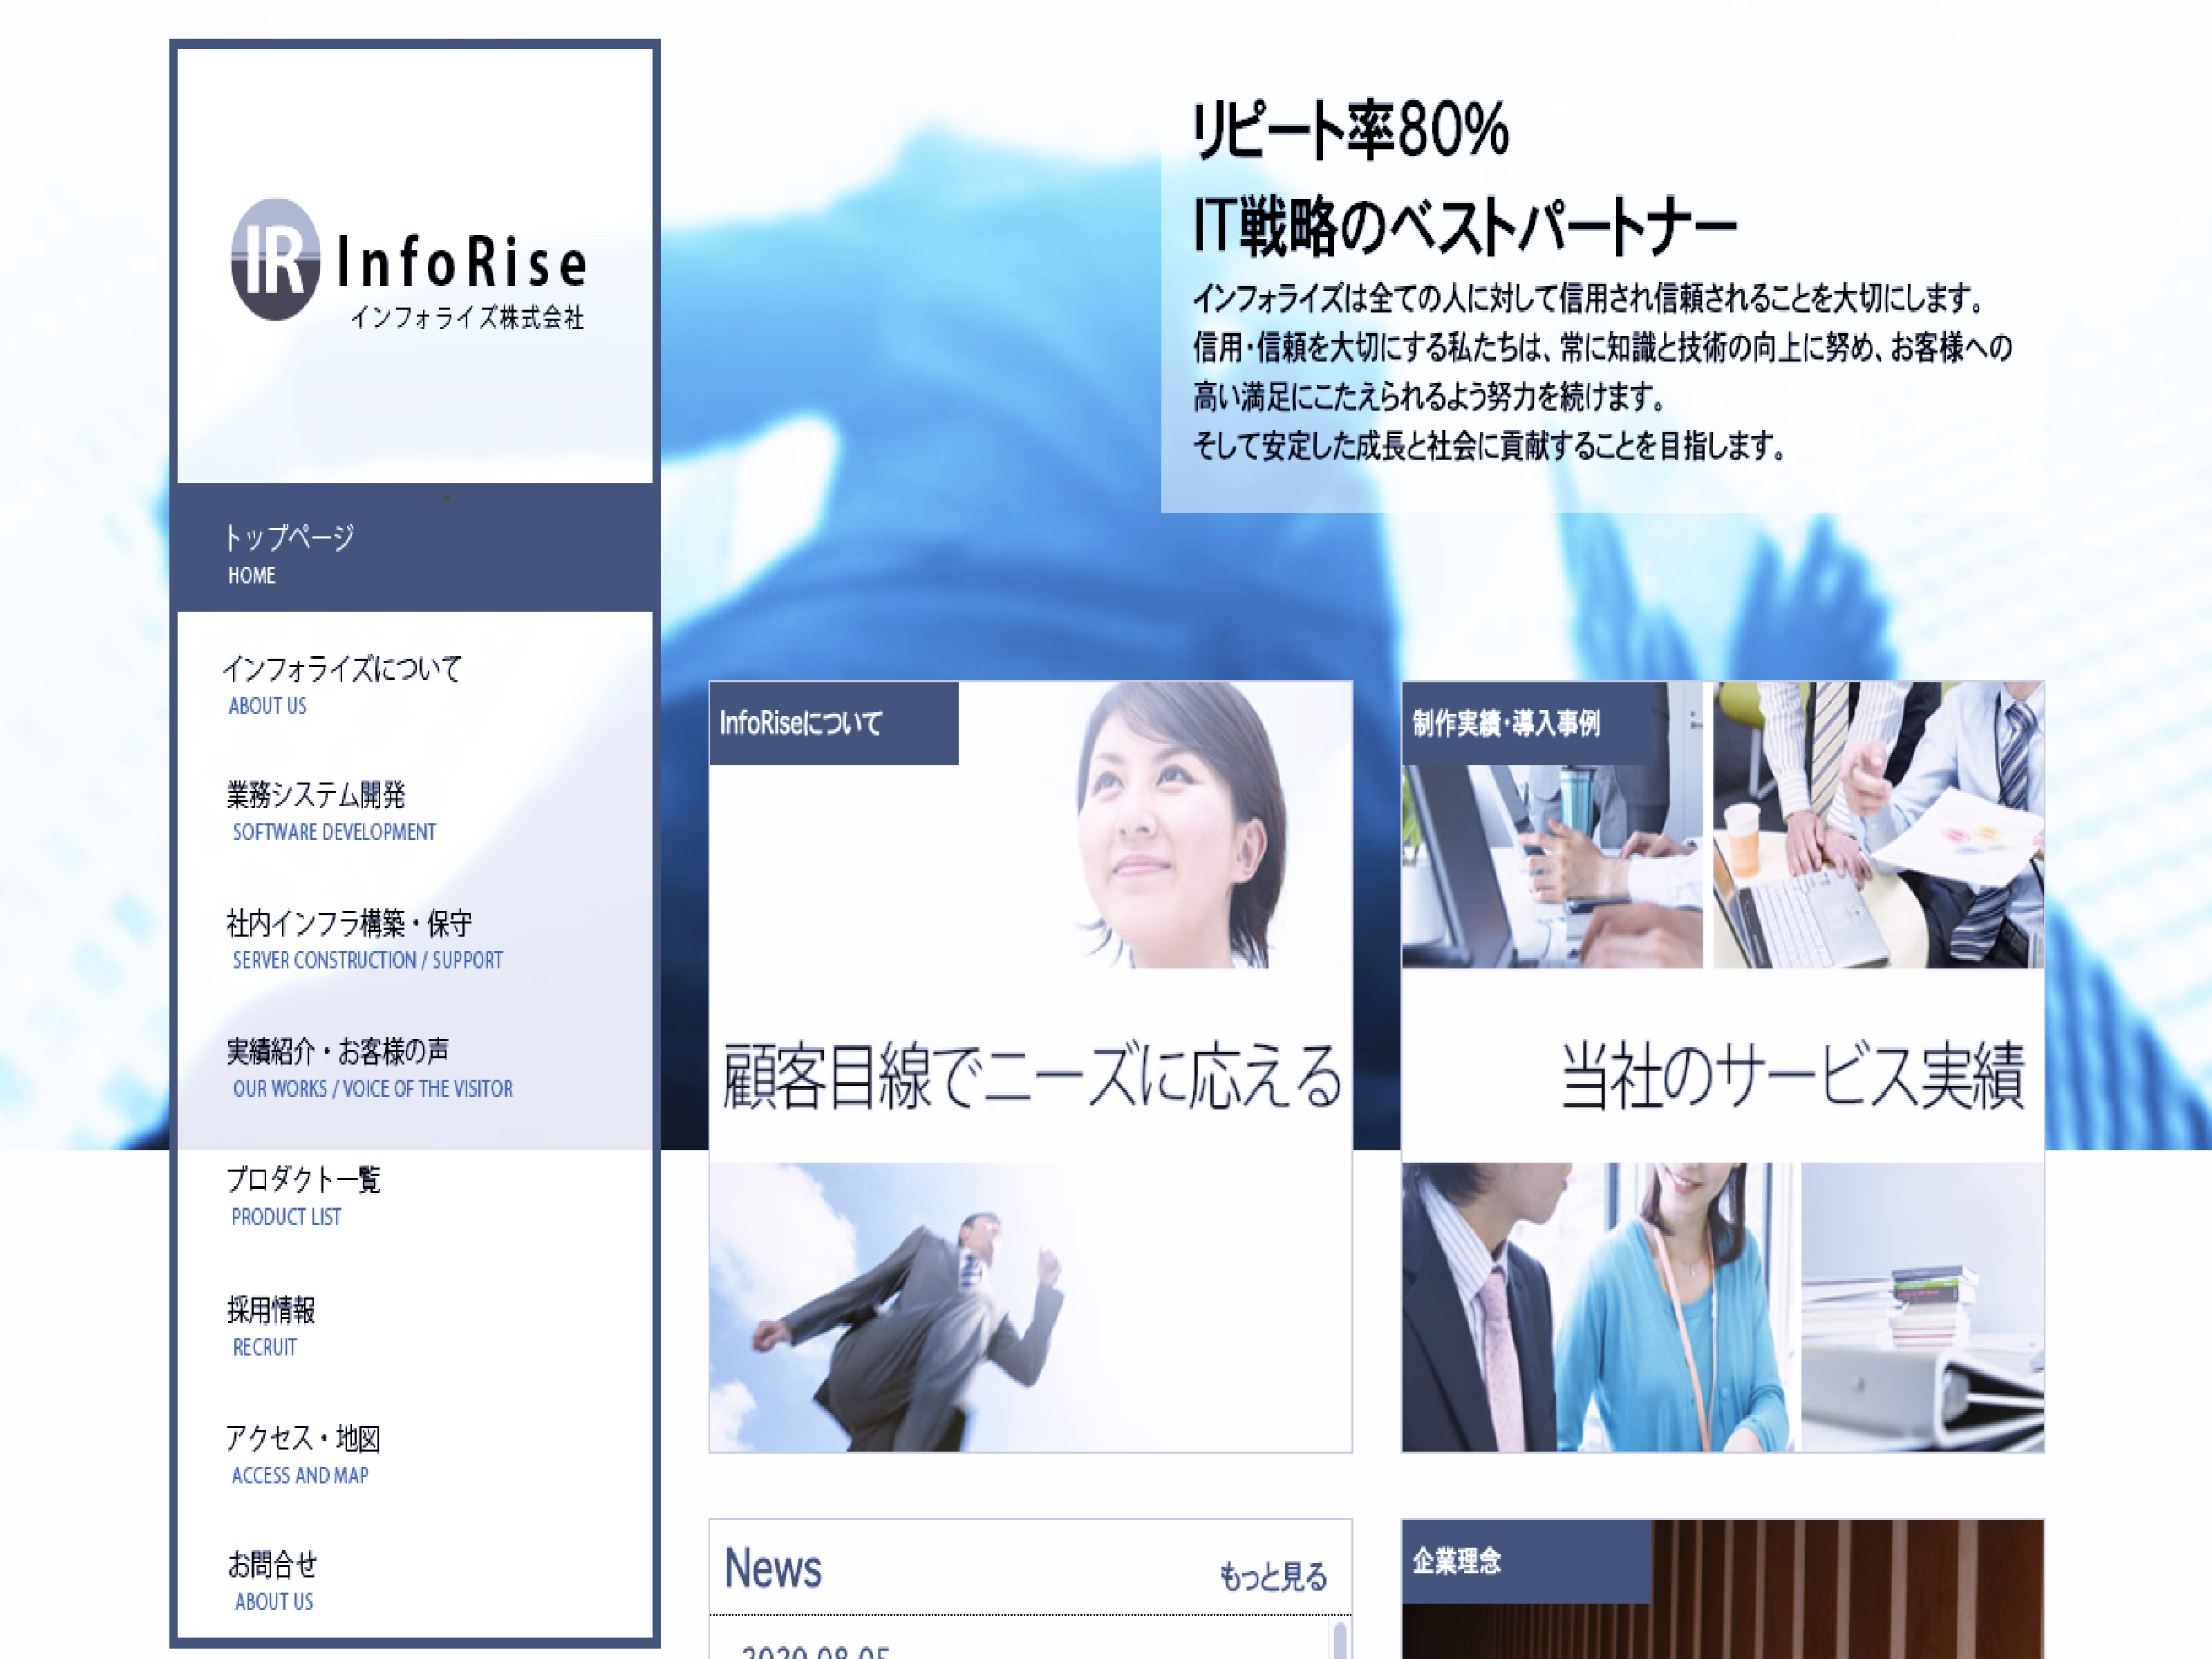 IR InfoRise
インフォライズ株式会社
トップページ
HOME
インフォライズについて
ABOUT US
業務システム開発
SOFTWARE DEVELOPMENT
社内インフラ構築・保守
SERVER CONSTRUCTION / SUPPORT
実績紹介・お客様の声
OUR WORKS / VOICE OF THE VISITOR
プロダクト一覧
PRODUCT LIST
採用情報
RECRUIT
アクセス・地図
ACCESS AND MAP
お問合せ
ABOUT US
リピート率80%
IT戦略のベストパートナー
インフォライズは全ての人に対して信用され信頼されることを大切にします。
信用・信頼を大切にする私たちは、常に知識と技術の向上に努め、お客様への
高い満足にこたえられるよう努力を続けます。
そして安定した成長と社会に貢献することを目指します。
InfoRiseについて
顧客目線でニーズに応える
制作実績・導入事例
当社のサービス実績
News
もっと見る
2020.08.05
企業理念